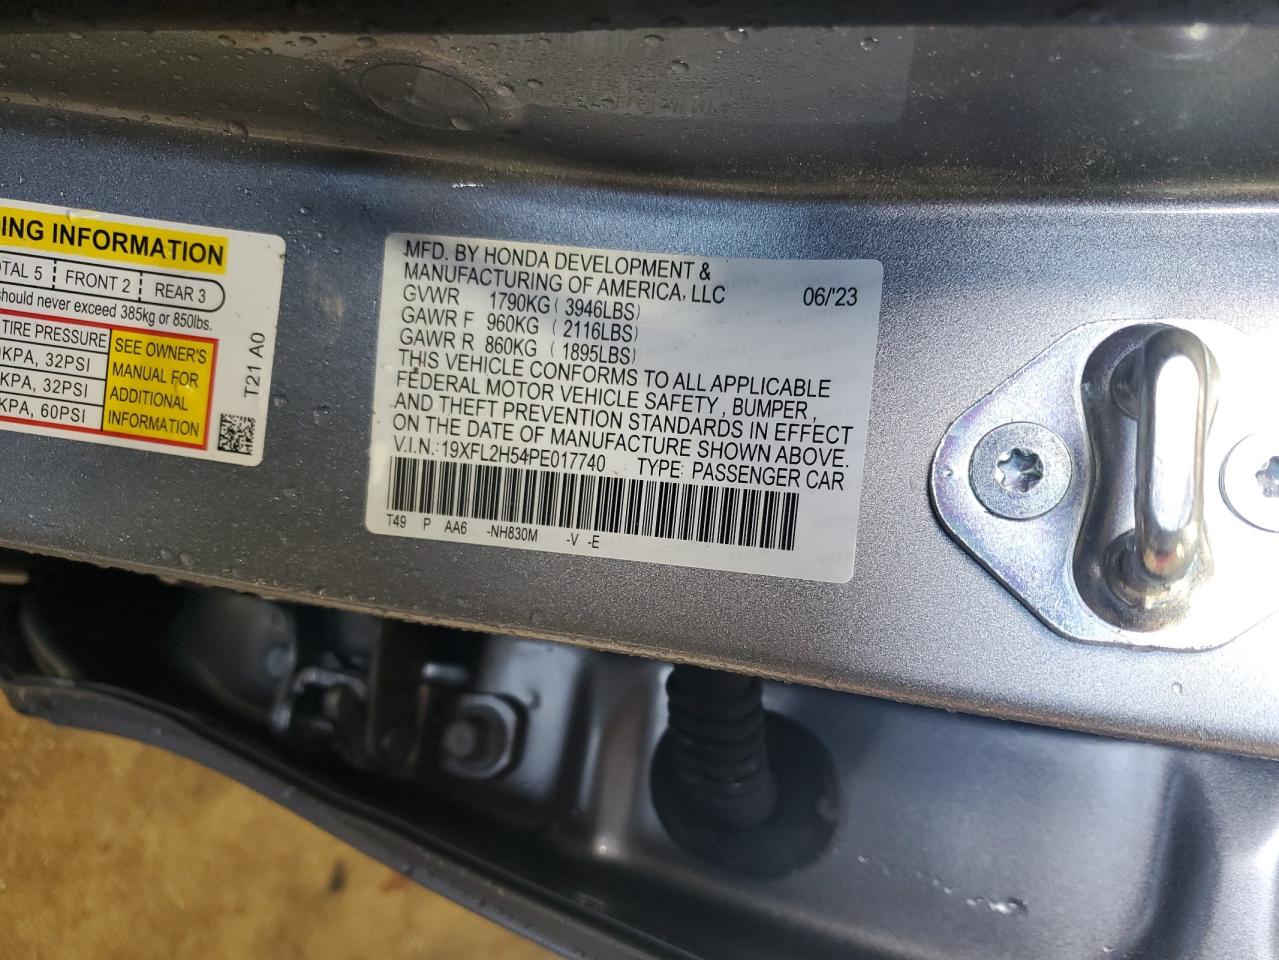 ING INFORMATION
OTAL 5 FRONT 2 REAR 3
should never exceed 385kg or 850lbs.
TIRE PRESSURE
KPA, 32PSI
KPA, 32PSI
KPA, 60PSI
SEE OWNER'S
MANUAL FOR
ADDITIONAL
INFORMATION
T21 A0
MFD. BY HONDA DEVELOPMENT &
MANUFACTURING OF AMERICA, LLC 06/'23
GVWR 1790KG ( 3946LBS)
GAWR F 960KG ( 2116LBS)
GAWR R 860KG ( 1895LBS)
THIS VEHICLE CONFORMS TO ALL APPLICABLE
FEDERAL MOTOR VEHICLE SAFETY, BUMPER,
AND THEFT PREVENTION STANDARDS IN EFFECT
ON THE DATE OF MANUFACTURE SHOWN ABOVE.
V.I.N.:19XFL2H54PE017740 TYPE: PASSENGER CAR
T49 P AA6 -NH830M -V -E